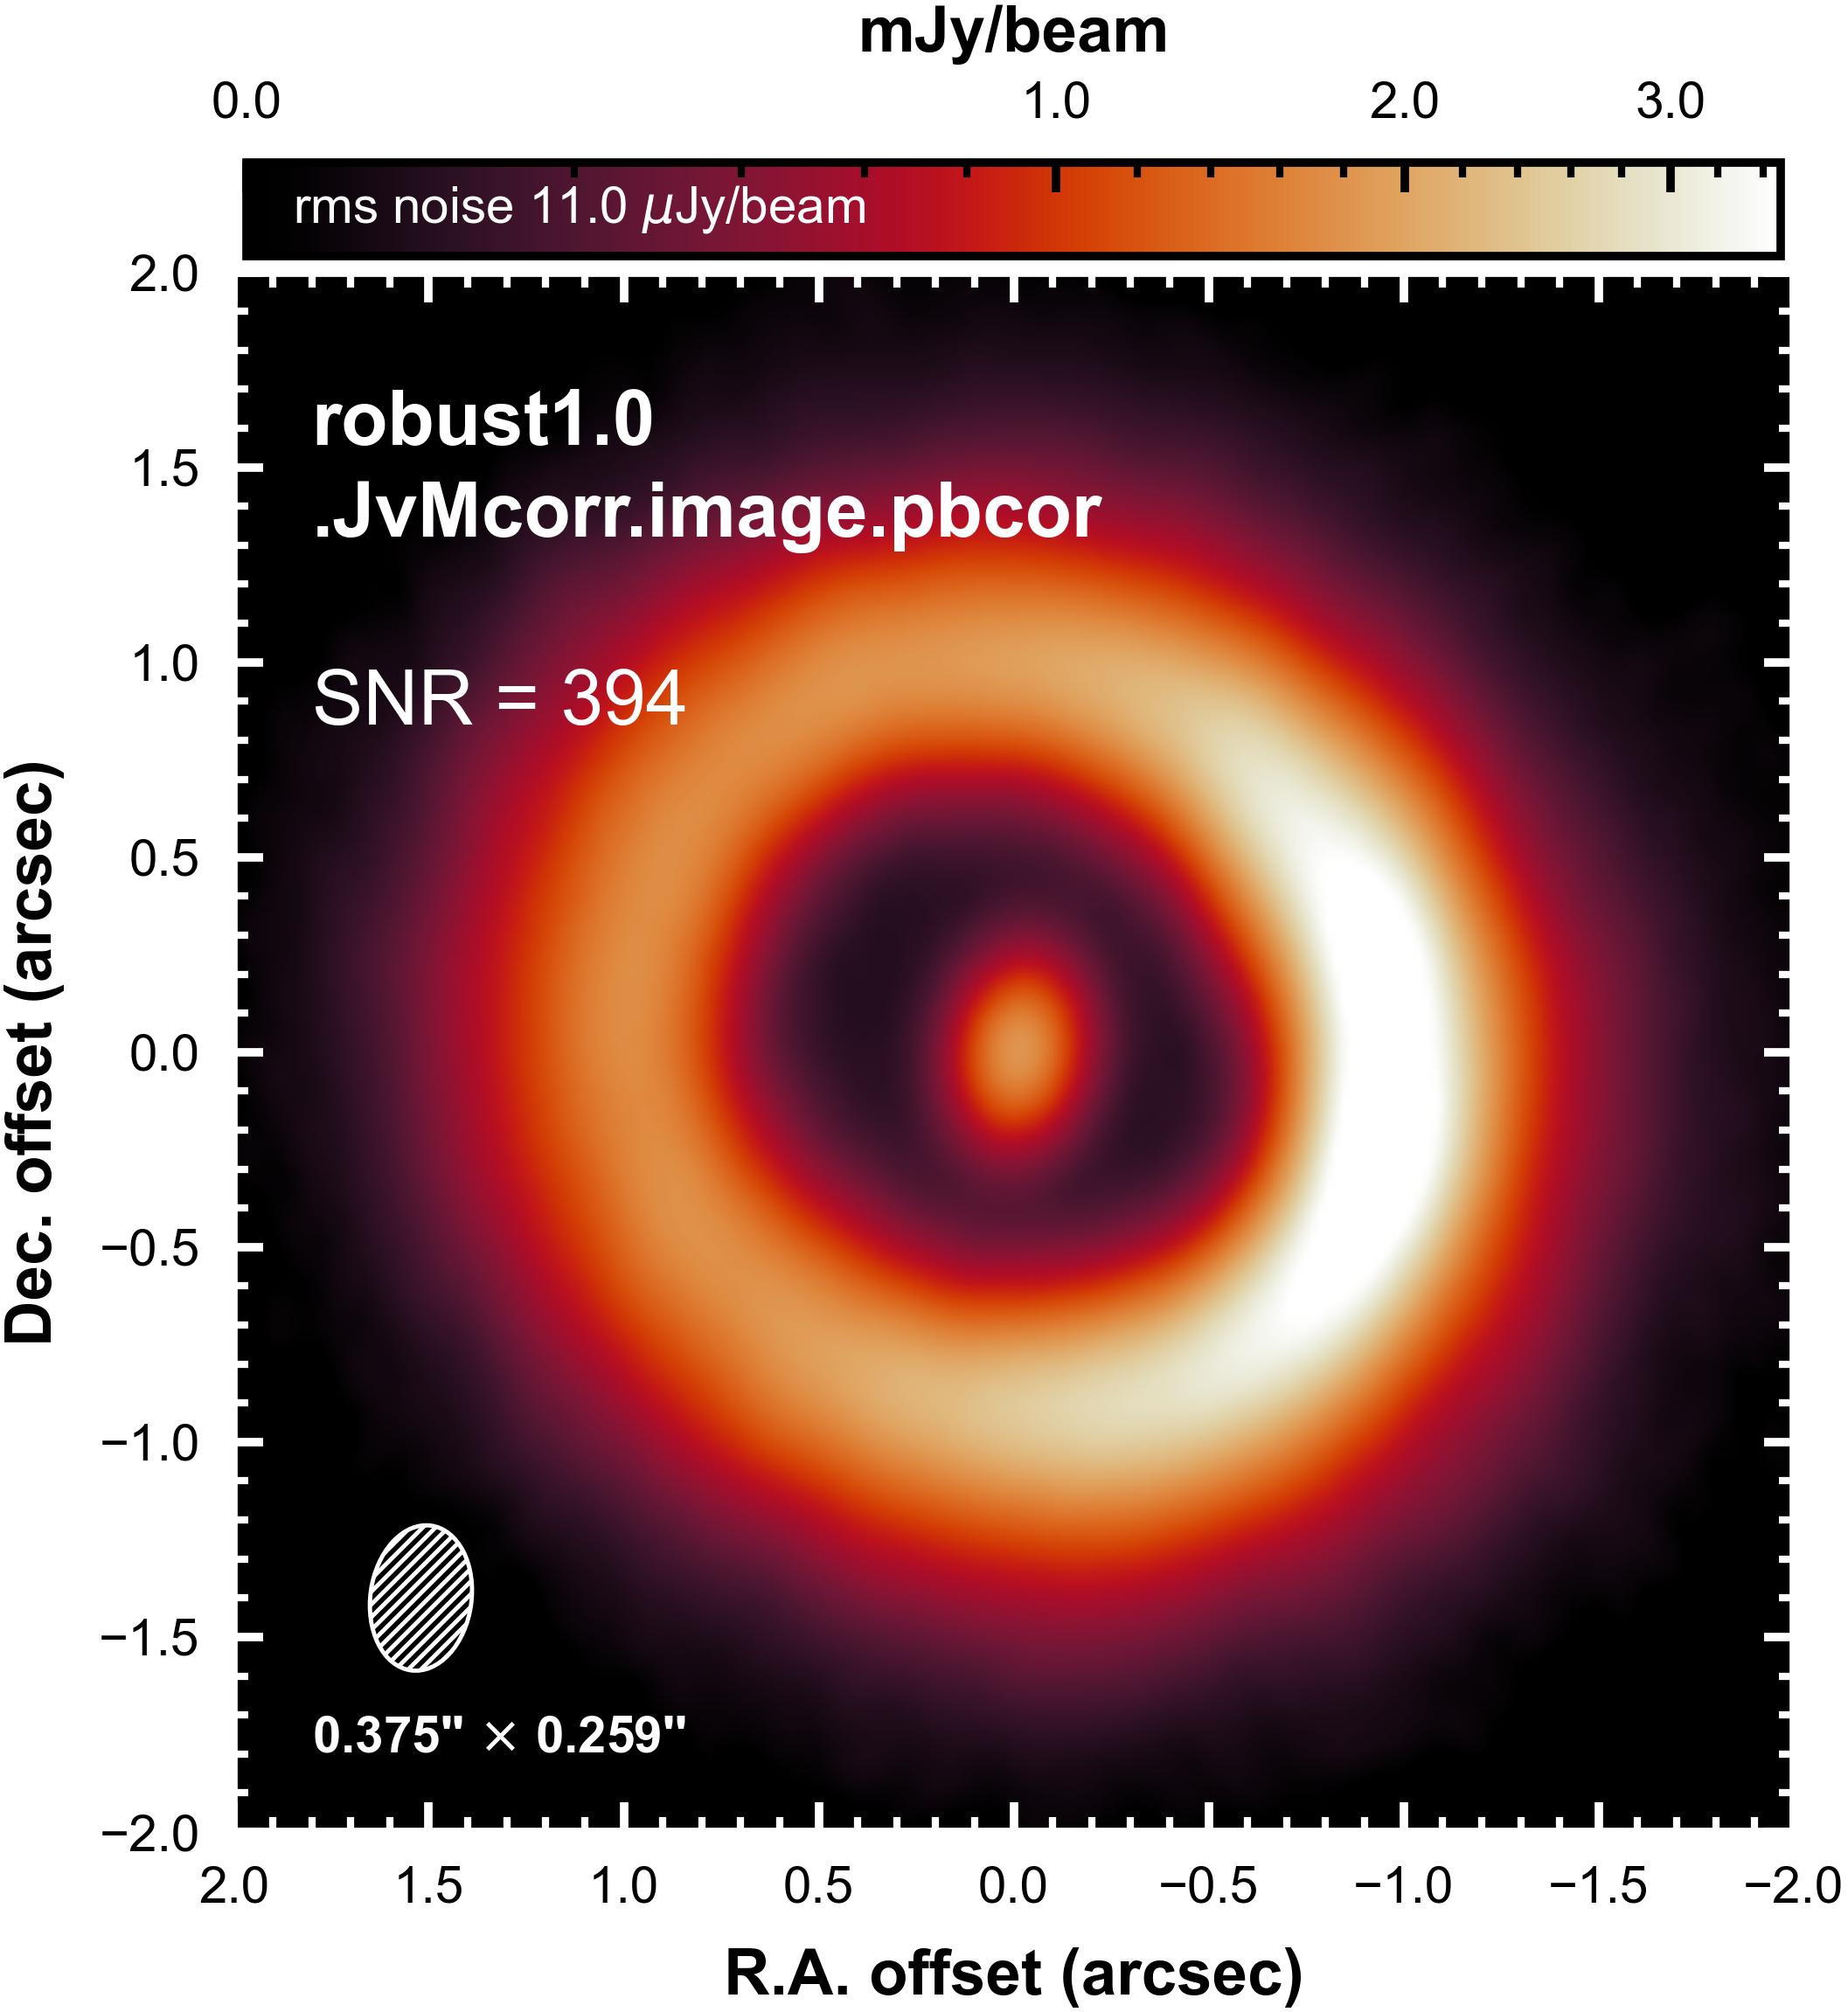 mJy/beam
0.0 1.0 2.0 3.0
rms noise 11.0 μJy/beam
2.0
robust1.0
1.5
.JvMcorr.image.pbcor
1.0
SNR = 394
0.5
0.0
Dec. offset (arcsec)
−0.5
−1.0
−1.5
0.375" × 0.259"
−2.0
2.0 1.5 1.0 0.5 0.0 −0.5 −1.0 −1.5 −2.0
R.A. offset (arcsec)